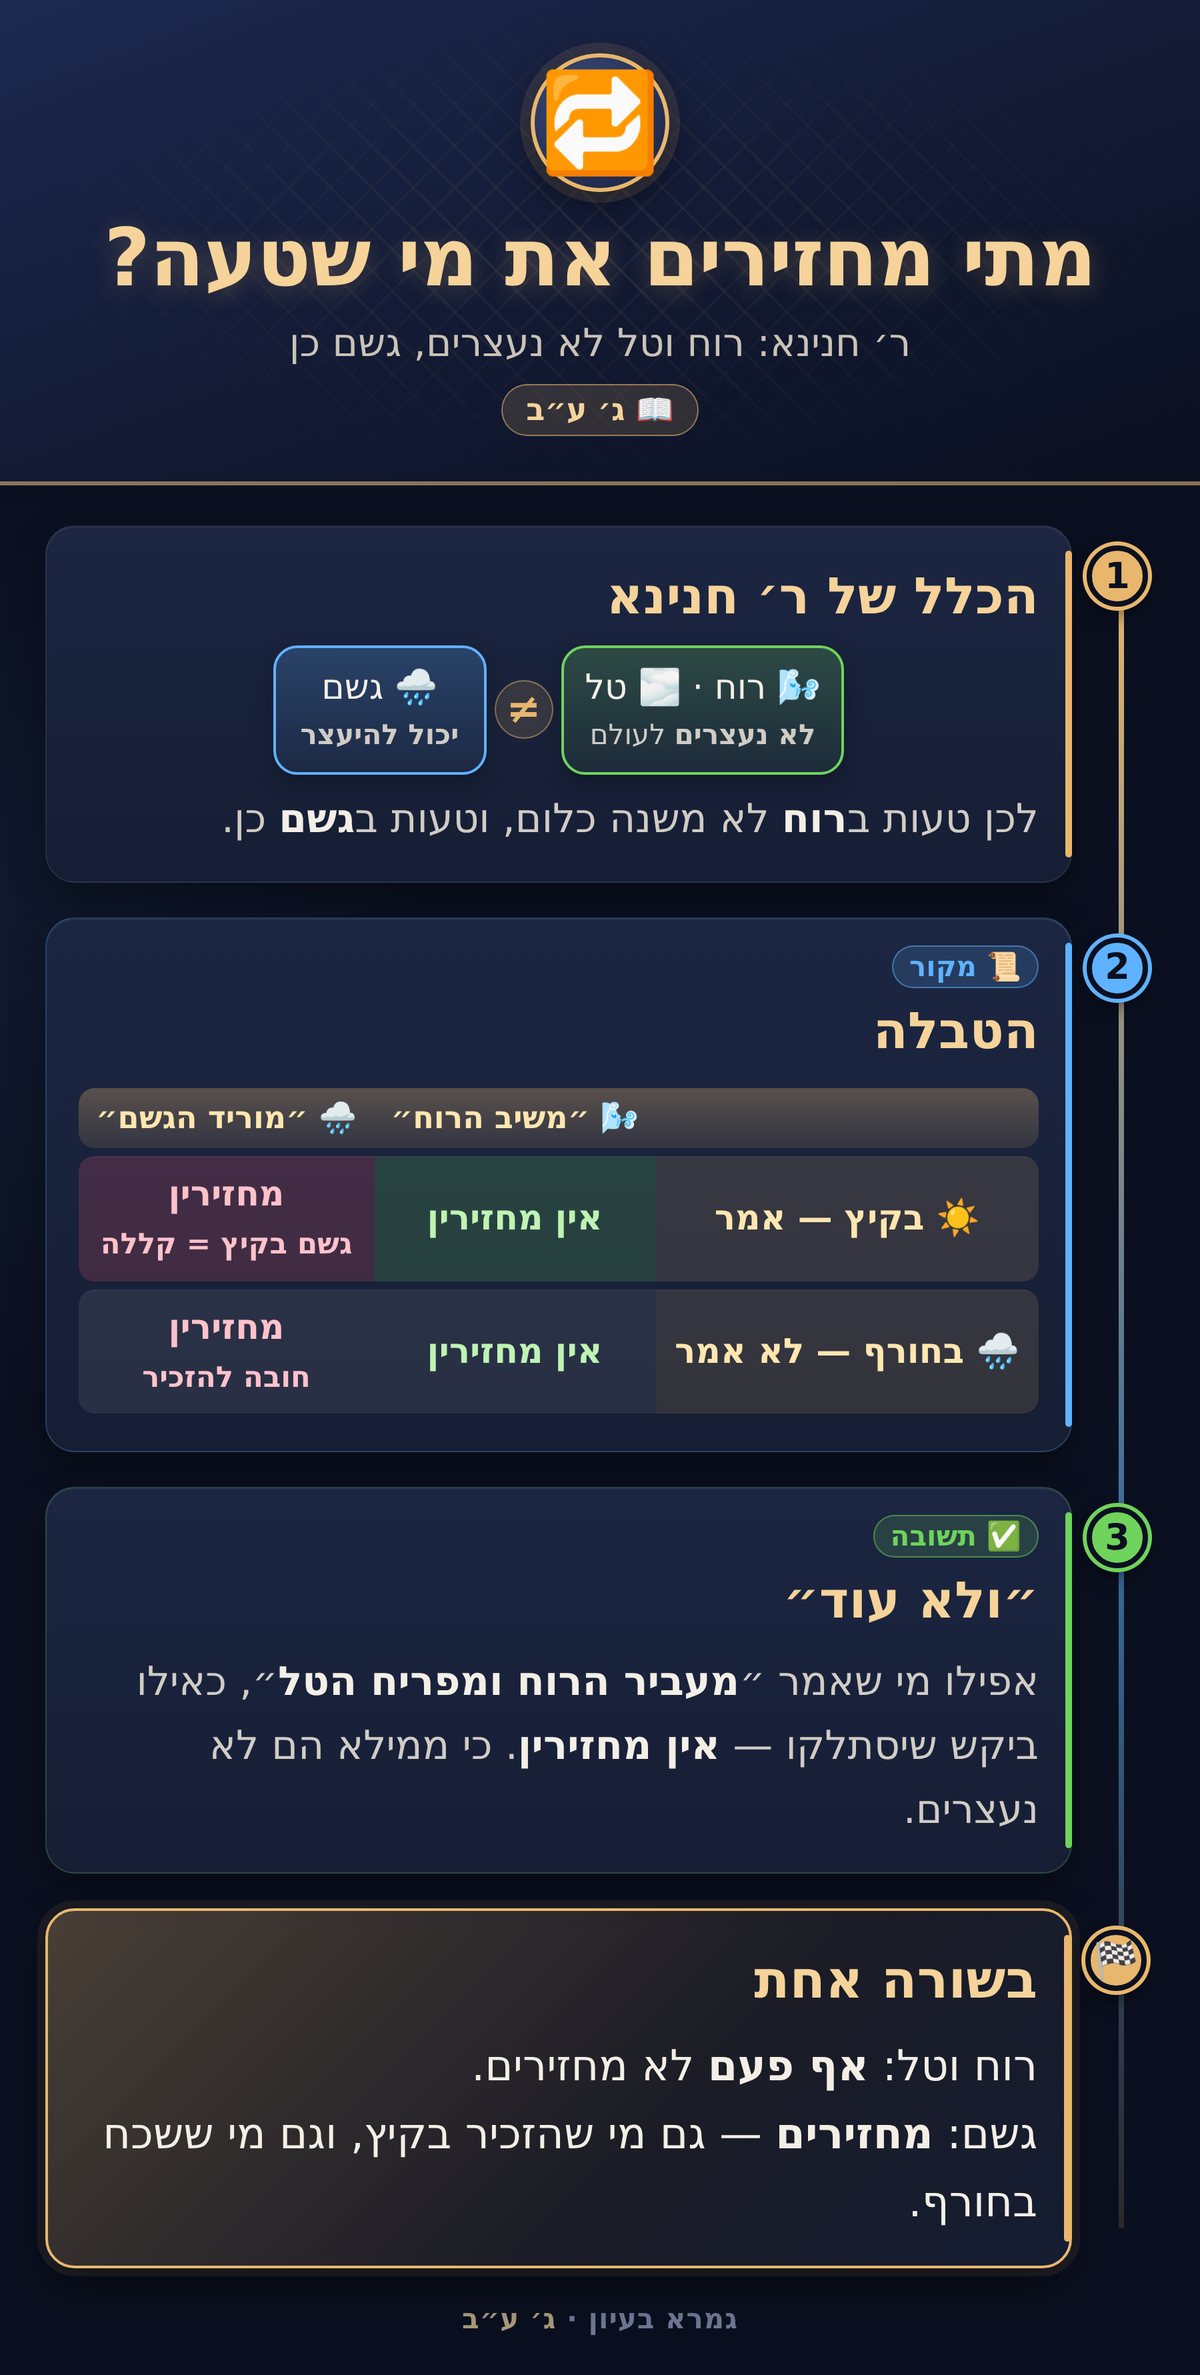 מתי מחזירים את מי שטעה?
ר׳ חנינא: רוח וטל לא נעצרים, גשם כן
📖 ג׳ ע״ב
1
הכלל של ר׳ חנינא
🌬️ רוח · 🌫️ טל
לא נעצרים לעולם
≠
🌧️ גשם
יכול להיעצר
לכן טעות ברוח לא משנה כלום, וטעות בגשם כן.
2
📜 מקור
הטבלה
🌬️ ״משיב הרוח״ 🌧️ ״מוריד הגשם״
☀️ בקיץ — אמר
אין מחזירין
מחזירין
גשם בקיץ = קללה
🌧️ בחורף — לא אמר
אין מחזירין
מחזירין
חובה להזכיר
3
✅ תשובה
״ולא עוד״
אפילו מי שאמר ״מעביר הרוח ומפריח הטל״, כאילו
ביקש שיסתלקו — אין מחזירין. כי ממילא הם לא
נעצרים.
בשורה אחת
רוח וטל: אף פעם לא מחזירים.
גשם: מחזירים — גם מי שהזכיר בקיץ, וגם מי ששכח
בחורף.
גמרא בעיון · ג׳ ע״ב